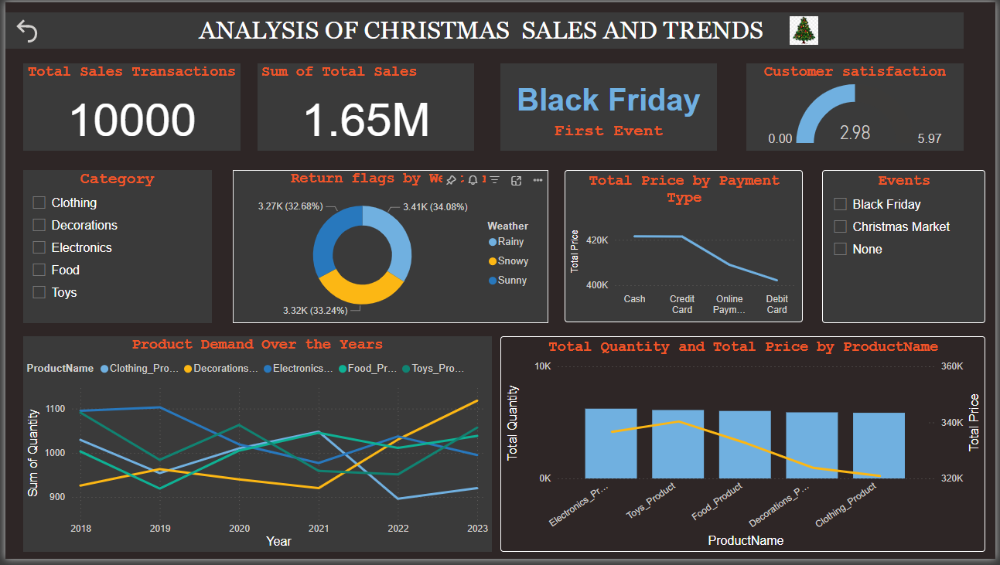 ANALYSIS OF CHRISTMAS SALES AND TRENDS
Total Sales Transactions
10000
Sum of Total Sales
1.65M
Black Friday
First Event
Customer satisfaction
0.00
2.98
5.97
Category
Clothing
Decorations
Electronics
Food
Toys
Return flags by
3.27K (32.68%)
3.41K (34.08%)
3.32K (33.24%)
Weather
Rainy
Snowy
Sunny
Total Price by Payment
Type
Total Price
420K
400K
Cash
Credit
Card
Online
Paym...
Debit
Card
Events
Black Friday
Christmas Market
None
Product Demand Over the Years
ProductName Clothing_Pro... Decorations... Electronics... Food_Pr... Toys_Pro...
Sum of Quantity
1100
1000
900
2018 2019 2020 2021 2022 2023
Year
Total Quantity and Total Price by ProductName
Total Quantity
10K
0K
360K
340K
320K
Total Price
Electronics_Pr...
Toys_Product
Food_Product
Decorations_P...
Clothing_Product
ProductName